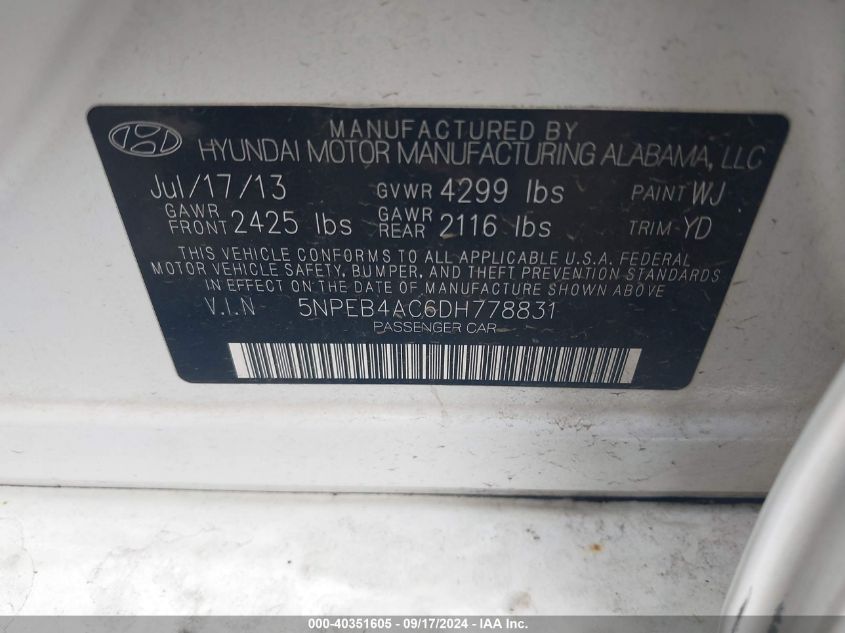 MANUFACTURED BY
HYUNDAI MOTOR MANUFACTURING ALABAMA, LLC
Jul/17/13 GVWR 4299 lbs PAINT WJ
GAWR FRONT 2425 lbs GAWR REAR 2116 lbs TRIM- YD
THIS VEHICLE CONFORMS TO ALL APPLICABLE U.S.A. FEDERAL
MOTOR VEHICLE SAFETY, BUMPER, AND THEFT PREVENTION STANDARDS
IN EFFECT ON THE DATE OF MANUFACTURE SHOWN ABOVE
V.I.N 5NPEB4AC6DH778831
PASSENGER CAR
000-40351605 - 09/17/2024 - IAA Inc.